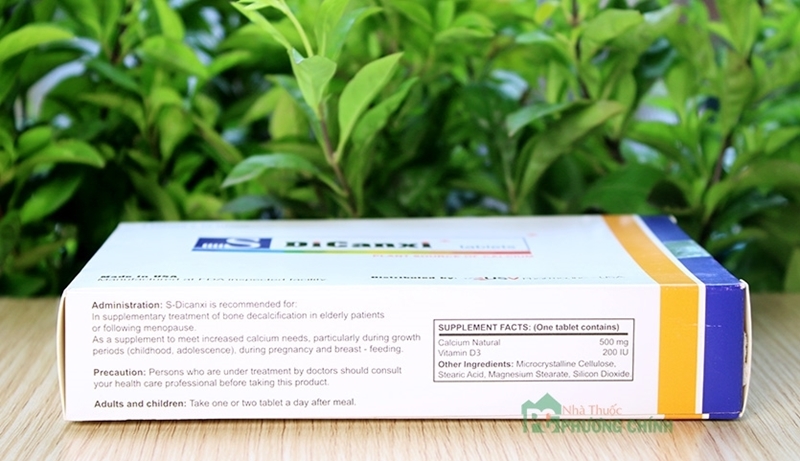 S
DiCanxi tablets
Made in USA
Distributed by:
Administration: S-Dicanxi is recommended for:
In supplementary treatment of bone decalcification in elderly patients
or following menopause.
As a supplement to meet increased calcium needs, particularly during growth
periods (childhood, adolescence), during pregnancy and breast - feeding.
Precaution: Persons who are under treatment by doctors should consult
your health care professional before taking this product.
Adults and children: Take one or two tablet a day after meal.
SUPPLEMENT FACTS: (One tablet contains)
Calcium Natural 500 mg
Vitamin D3 200 IU
Other Ingredients: Microcrystalline Cellulose,
Stearic Acid, Magnesium Stearate, Silicon Dioxide.
Nhà Thuốc
PHƯƠNG CHÍNH